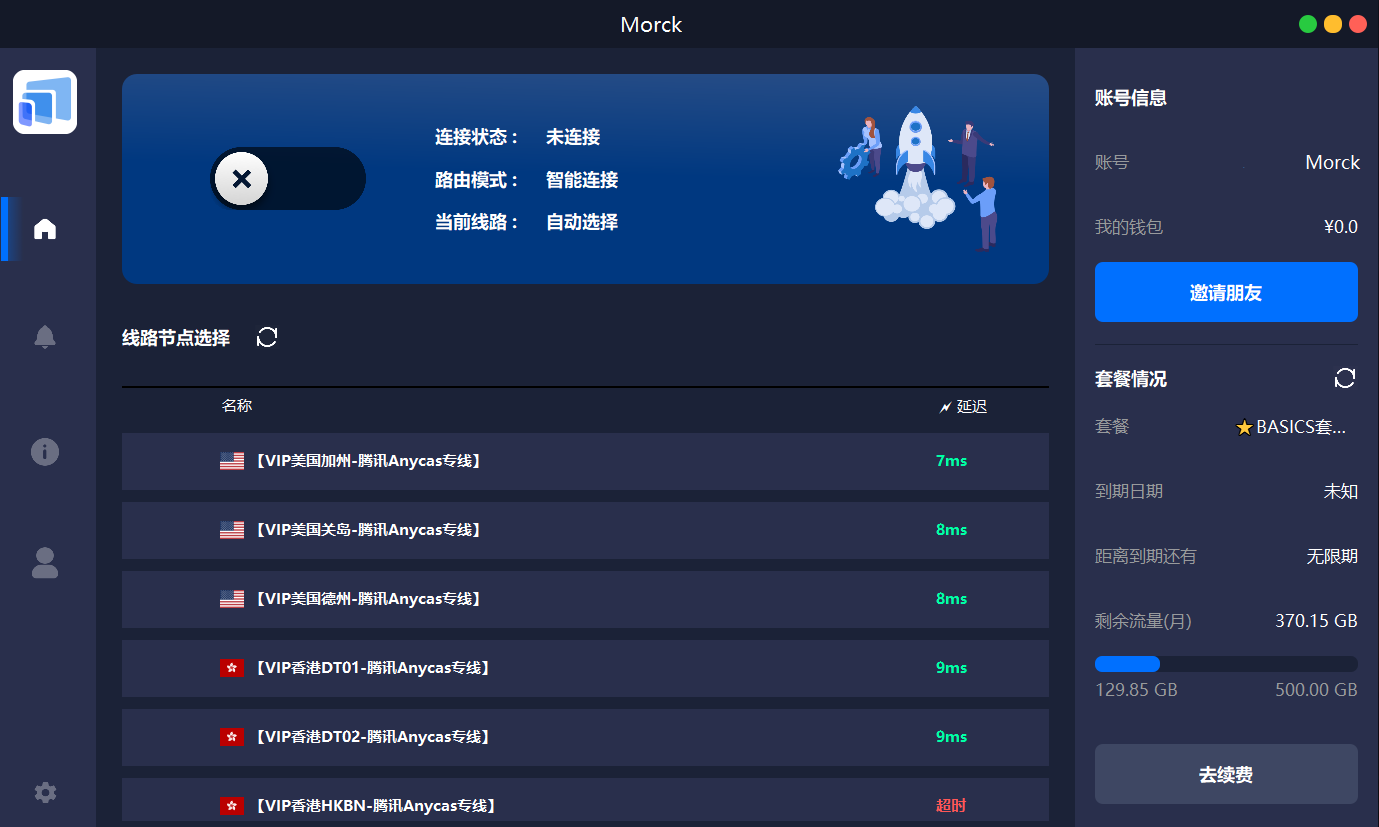 Morck
连接状态： 未连接
路由模式： 智能连接
当前线路： 自动选择
线路节点选择
名称 延迟
【VIP美国加州-腾讯Anycas专线】 7ms
【VIP美国关岛-腾讯Anycas专线】 8ms
【VIP美国德州-腾讯Anycas专线】 8ms
【VIP香港DT01-腾讯Anycas专线】 9ms
【VIP香港DT02-腾讯Anycas专线】 9ms
【VIP香港HKBN-腾讯Anycas专线】 超时
账号信息
账号 Morck
我的钱包 ¥0.0
邀请朋友
套餐情况
套餐 BASICS套...
到期日期 未知
距离到期还有 无限期
剩余流量(月) 370.15 GB
129.85 GB 500.00 GB
去续费